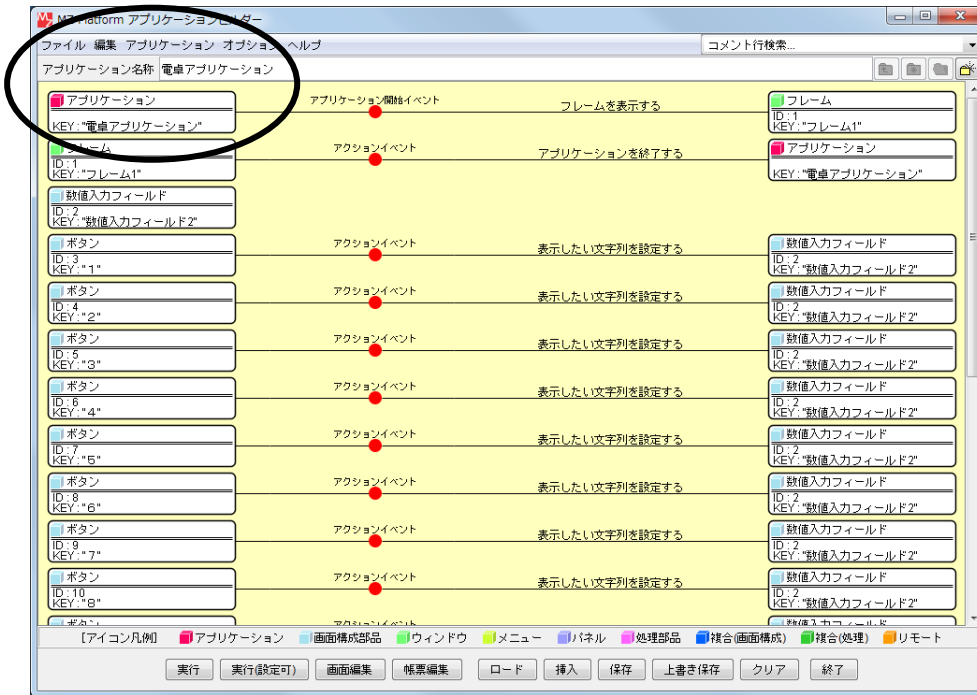 MZ Platform アプリケーションビルダー
ファイル 編集 アプリケーション オプション ヘルプ コメント行検索...
アプリケーション名称 電卓アプリケーション
アプリケーション アプリケーション開始イベント フレームを表示する フレーム
ID:1
KEY:"電卓アプリケーション" KEY:"フレーム1"
フレーム アクションイベント アプリケーションを終了する アプリケーション
ID:1
KEY:"フレーム1" KEY:"電卓アプリケーション"
数値入力フィールド
ID:2
KEY:"数値入力フィールド2"
ボタン アクションイベント 表示したい文字列を設定する 数値入力フィールド
ID:3 ID:2
KEY:"1" KEY:"数値入力フィールド2"
ボタン アクションイベント 表示したい文字列を設定する 数値入力フィールド
ID:4 ID:2
KEY:"2" KEY:"数値入力フィールド2"
ボタン アクションイベント 表示したい文字列を設定する 数値入力フィールド
ID:5 ID:2
KEY:"3" KEY:"数値入力フィールド2"
ボタン アクションイベント 表示したい文字列を設定する 数値入力フィールド
ID:6 ID:2
KEY:"4" KEY:"数値入力フィールド2"
ボタン アクションイベント 表示したい文字列を設定する 数値入力フィールド
ID:7 ID:2
KEY:"5" KEY:"数値入力フィールド2"
ボタン アクションイベント 表示したい文字列を設定する 数値入力フィールド
ID:8 ID:2
KEY:"6" KEY:"数値入力フィールド2"
ボタン アクションイベント 表示したい文字列を設定する 数値入力フィールド
ID:9 ID:2
KEY:"7" KEY:"数値入力フィールド2"
ボタン アクションイベント 表示したい文字列を設定する 数値入力フィールド
ID:10 ID:2
KEY:"8" KEY:"数値入力フィールド2"
ボタン アクションイベント 数値入力フィールド
[アイコン凡例] アプリケーション 画面構成部品 ウィンドウ メニュー パネル 処理部品 複合(画面構成) 複合(処理) リモート
実行 実行(設定可) 画面編集 帳票編集 ロード 挿入 保存 上書き保存 クリア 終了